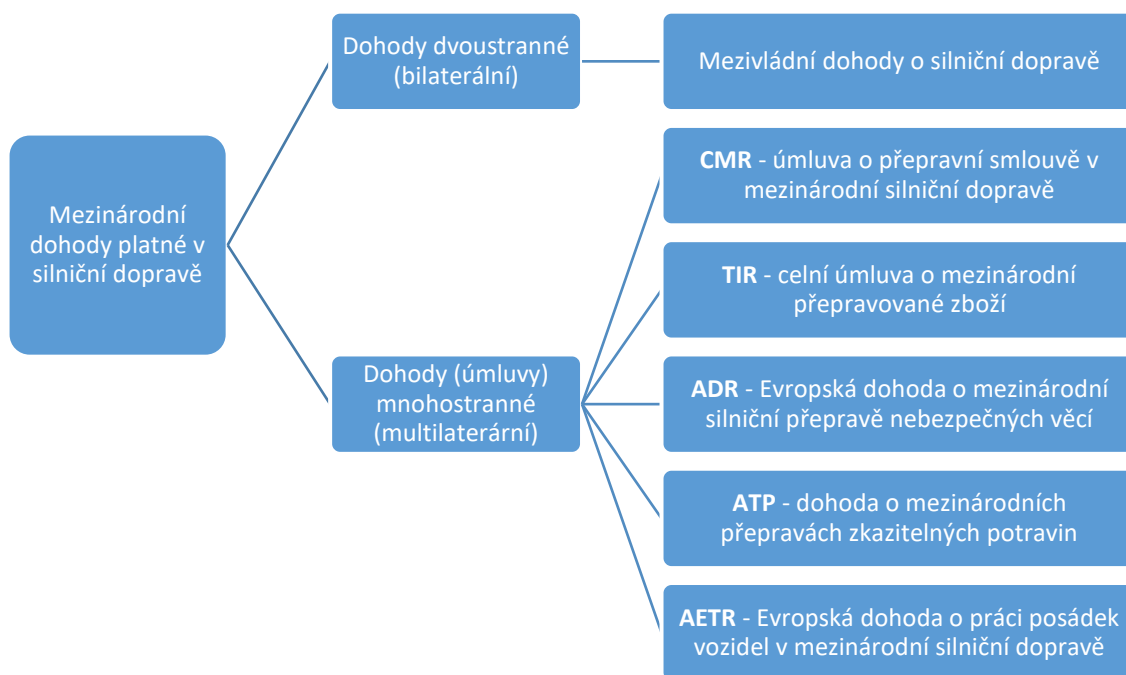 Mezinárodní
dohody platné v
silniční dopravě
Dohody dvoustranné
(bilaterální)
Mezivládní dohody o silniční dopravě
Dohody (úmluvy)
mnohostranné
(multilaterární)
CMR - úmluva o přepravní smlouvě v
mezinárodní silniční dopravě
TIR - celní úmluva o mezinárodní
přepravované zboží
ADR - Evropská dohoda o mezinárodní
silniční přepravě nebezpečných věcí
ATP - dohoda o mezinárodních
přepravách zkazitelných potravin
AETR - Evropská dohoda o práci posádek
vozidel v mezinárodní silniční dopravě